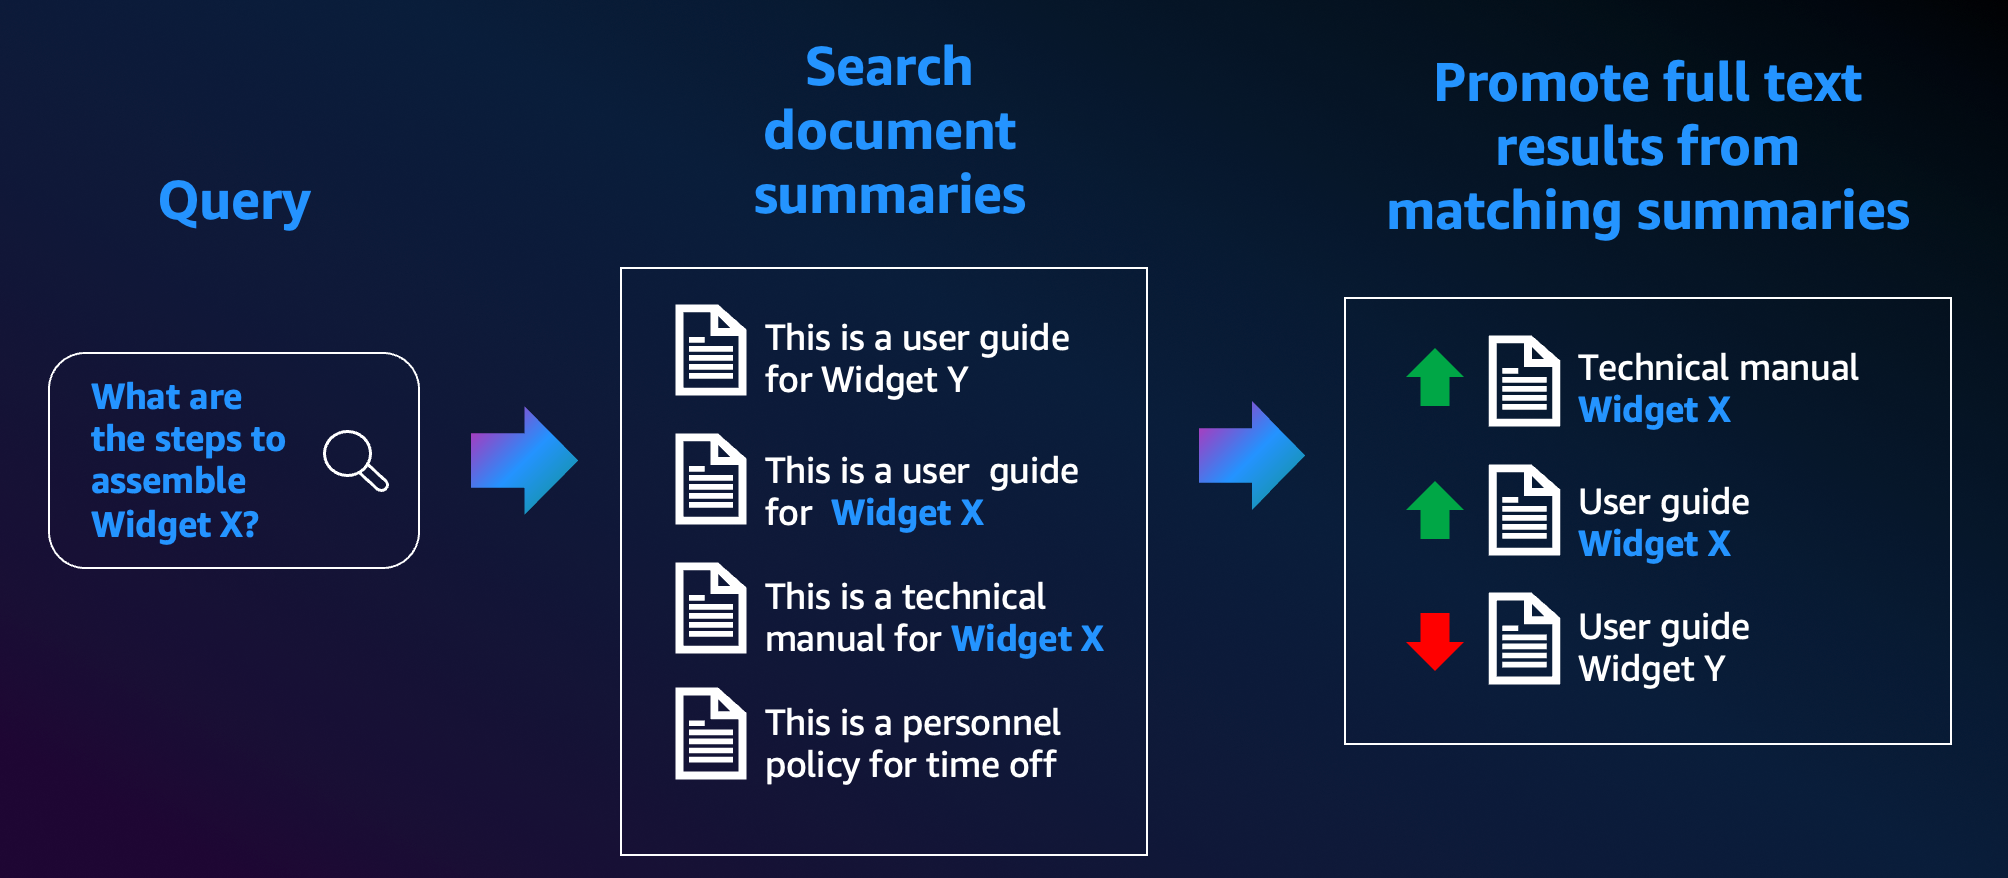 Query
What are
the steps to
assemble
Widget X?
Search
document
summaries
This is a user guide
for Widget Y
This is a user  guide
for  Widget X
This is a technical
manual for Widget X
This is a personnel
policy for time off
Promote full text
results from
matching summaries
Technical manual
Widget X
User guide
Widget X
User guide
Widget Y